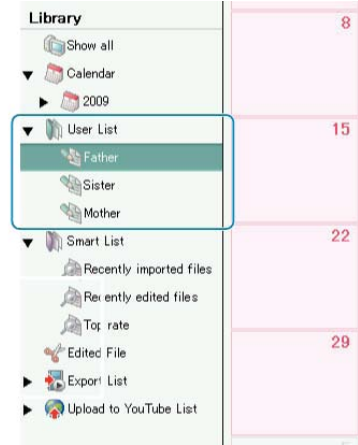 Library
8
Show all
Calendar
2009
User List
15
Father
Sister
Mother
Smart List
22
Recently imported files
Recently edited files
Top rate
29
Edited File
Export List
Upload to YouTube List